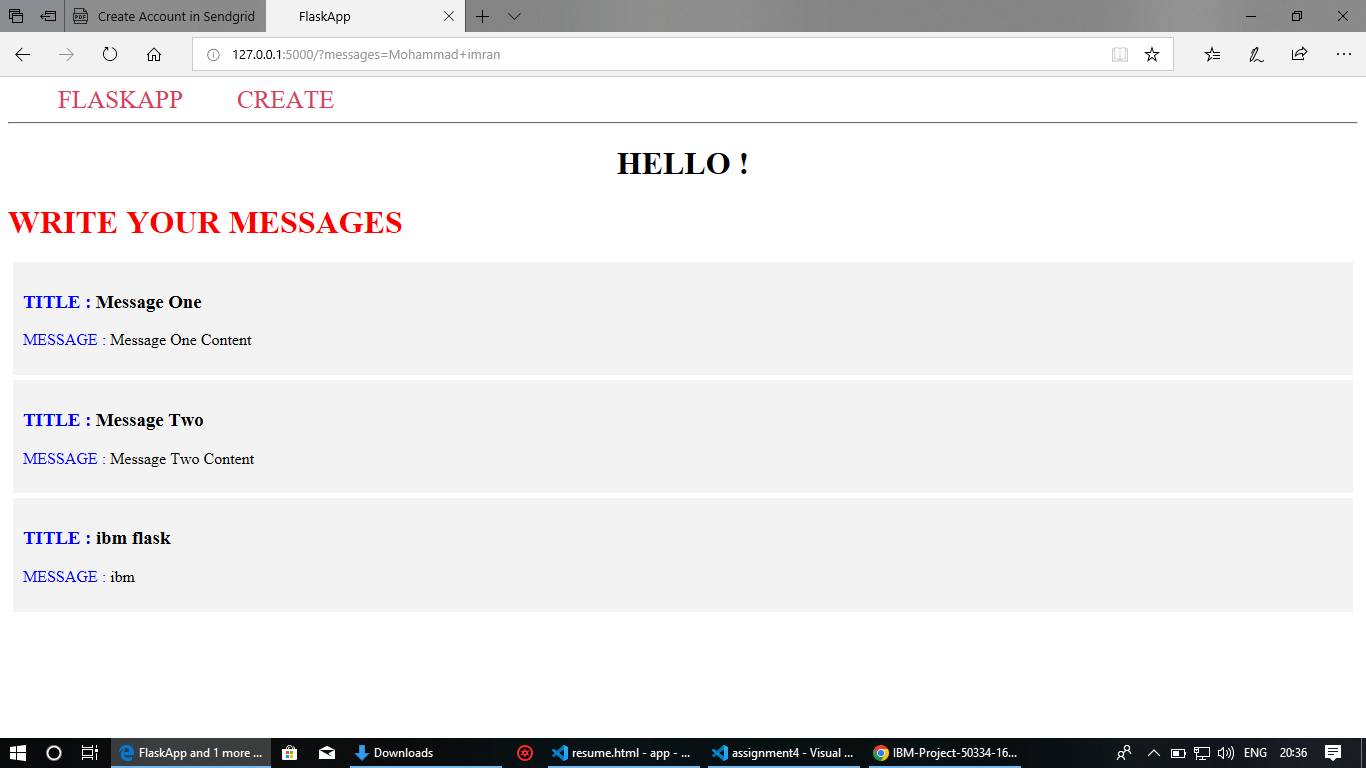 Create Account in Sendgrid
FlaskApp
127.0.0.1:5000/?messages=Mohammad+imran
FLASKAPP CREATE
HELLO !
WRITE YOUR MESSAGES
TITLE : Message One
MESSAGE : Message One Content
TITLE : Message Two
MESSAGE : Message Two Content
TITLE : ibm flask
MESSAGE : ibm
FlaskApp and 1 more ...
Downloads
resume.html - app - ...
assignment4 - Visual ...
IBM-Project-50334-16...
ENG
20:36